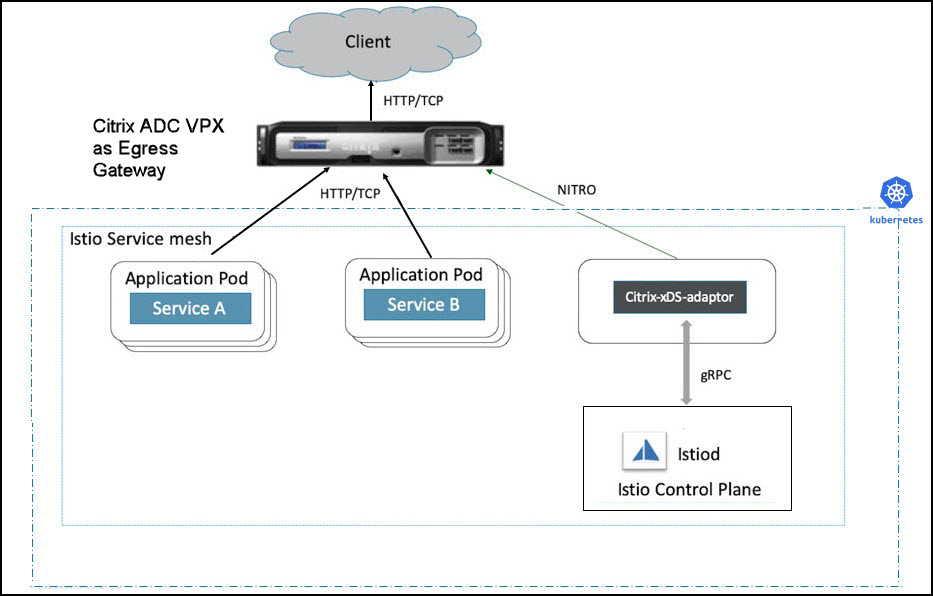 Client
HTTP/TCP
Citrix ADC VPX
as Egress
Gateway
CITRIX
HTTP/TCP
NITRO
kubernetes
Istio Service mesh
Application Pod
Service A
Application Pod
Service B
Citrix-xDS-adaptor
gRPC
Istiod
Istio Control Plane